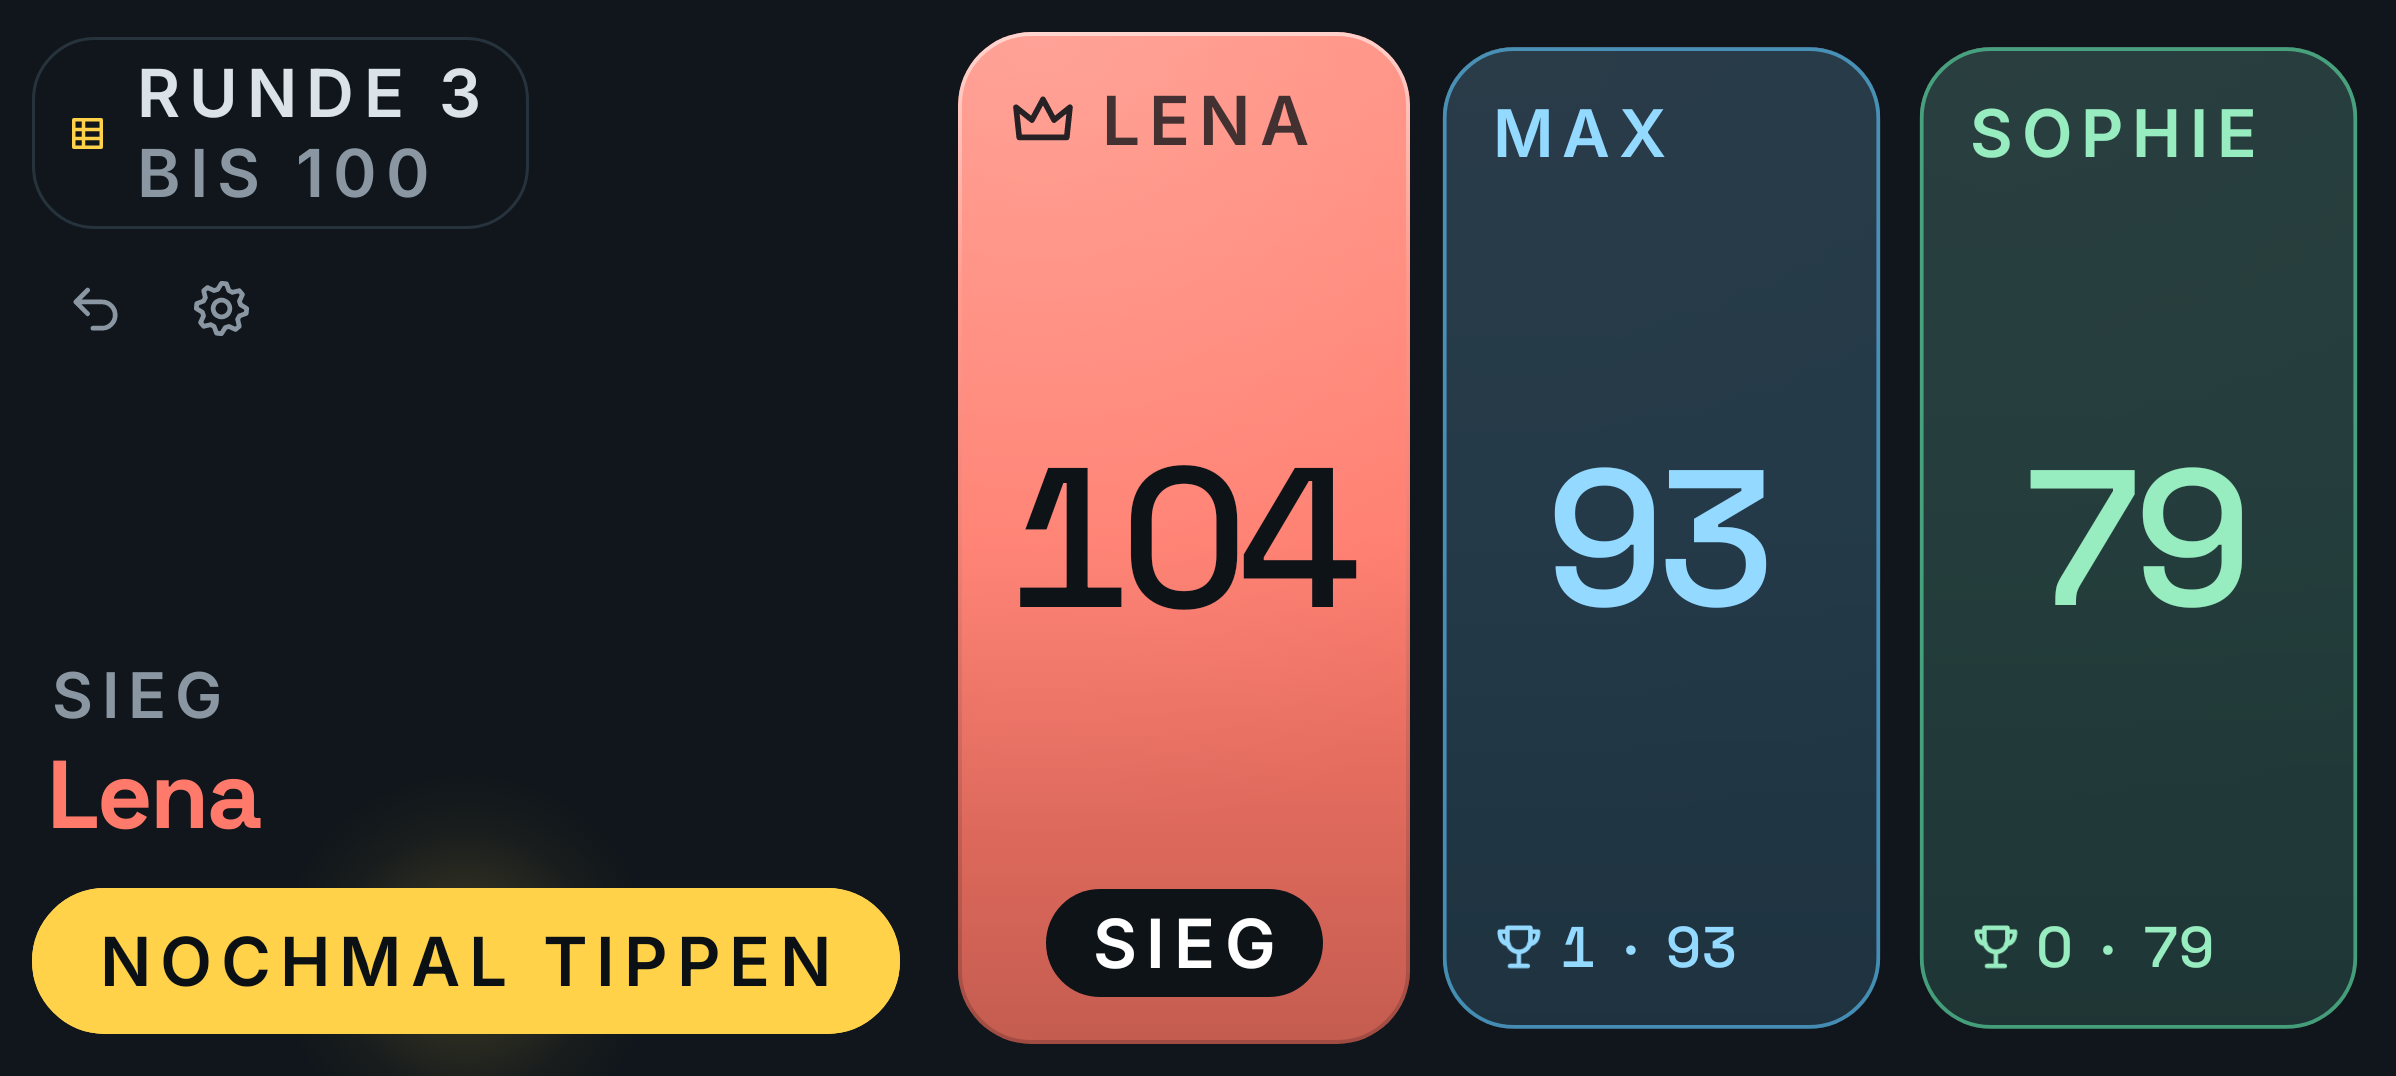 RUNDE 3
BIS 100
SIEG
Lena
NOCHMAL TIPPEN
LENA
104
SIEG
MAX
93
1 · 93
SOPHIE
79
0 · 79